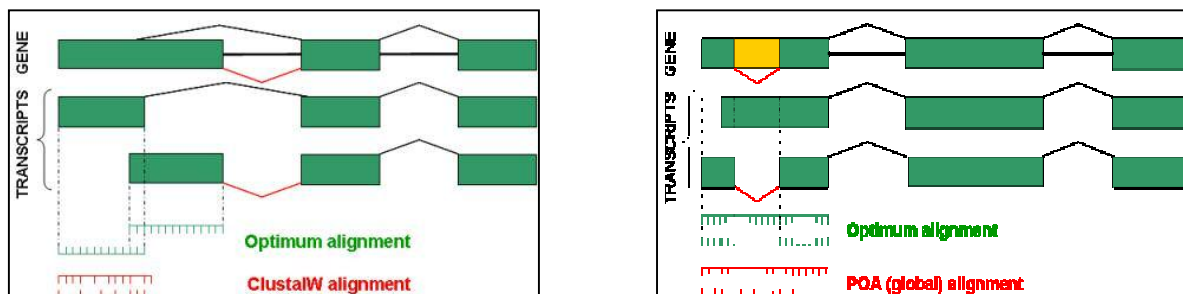 GENE
TRANSCRIPTS
Optimum alignment
ClustalW alignment
GENE
TRANSCRIPTS
Optimum alignment
POA (global) alignment